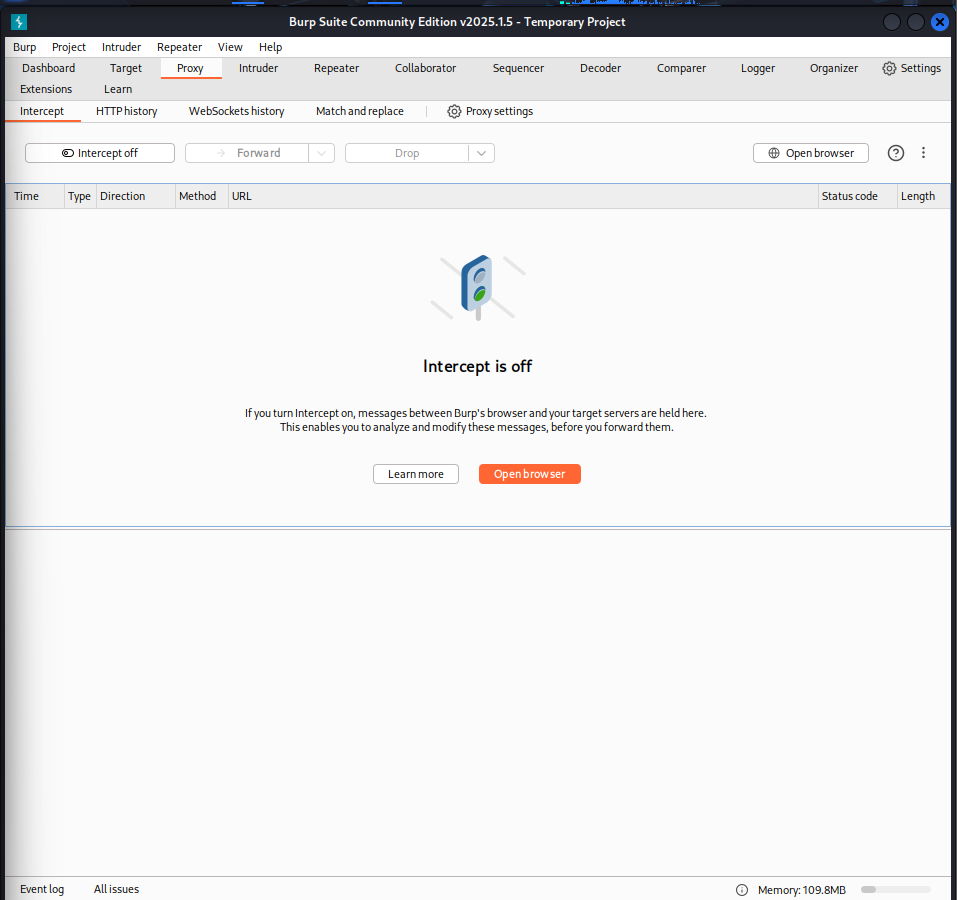 Burp Suite Community Edition v2025.1.5 - Temporary Project
Burp Project Intruder Repeater View Help
Dashboard Target Proxy Intruder Repeater Collaborator Sequencer Decoder Comparer Logger Organizer Settings
Extensions Learn
Intercept HTTP history WebSockets history Match and replace Proxy settings
Intercept off Forward Drop Open browser
Time Type Direction Method URL Status code Length
Intercept is off
If you turn Intercept on, messages between Burp's browser and your target servers are held here.
This enables you to analyze and modify these messages, before you forward them.
Learn more Open browser
Event log All issues Memory: 109.8MB